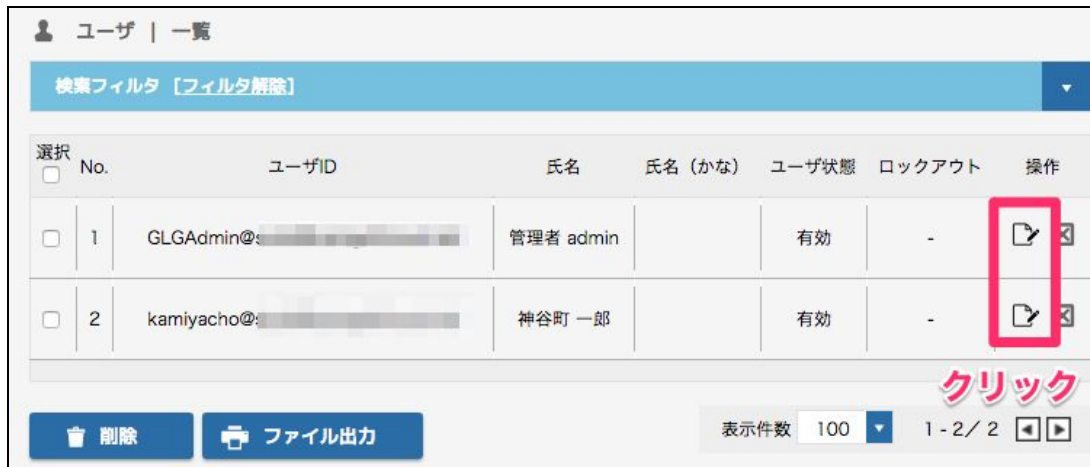 ユーザ | 一覧
検索フィルタ [フィルタ解除]
選択 No. ユーザID 氏名 氏名（かな） ユーザ状態 ロックアウト 操作
1 GLGAdmin@s 管理者 admin 有効 -
2 kamiyacho@ 神谷町 一郎 有効 -
クリック
削除 ファイル出力 表示件数 100 1 - 2／ 2